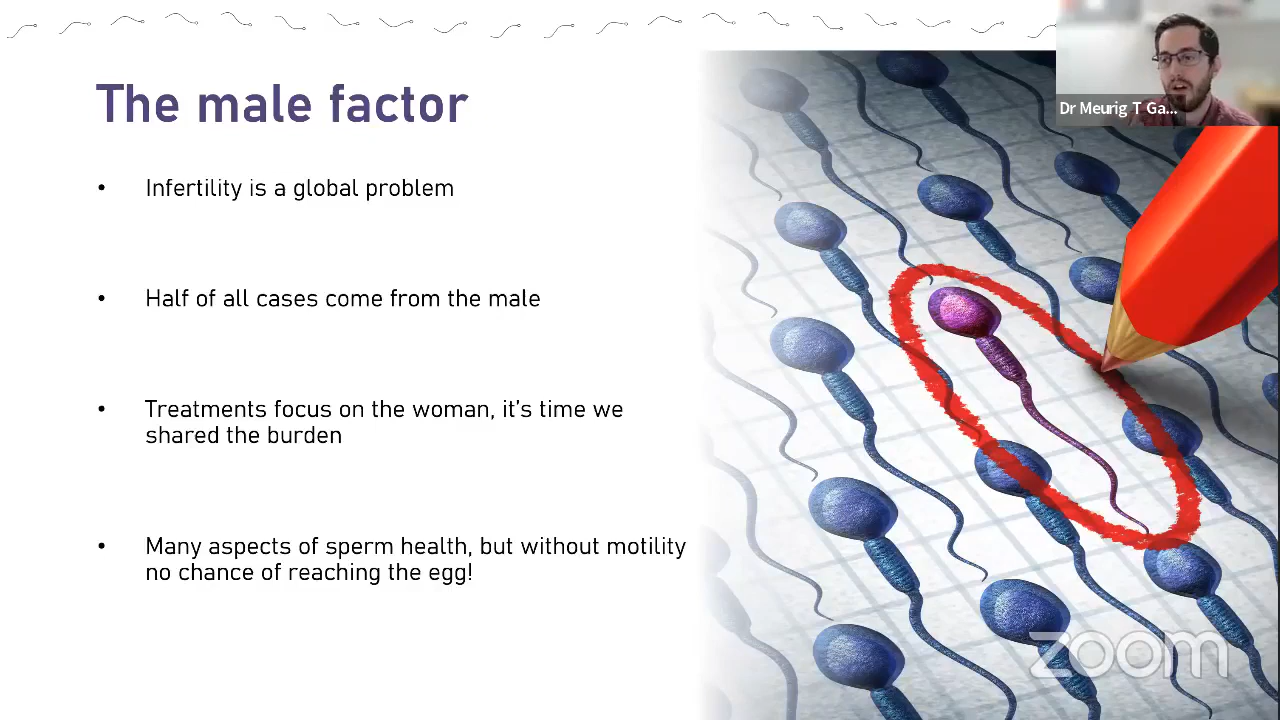 The male factor
• Infertility is a global problem
• Half of all cases come from the male
• Treatments focus on the woman, it's time we
shared the burden
• Many aspects of sperm health, but without motility
no chance of reaching the egg!
Dr Meurig T Ga...
zoom